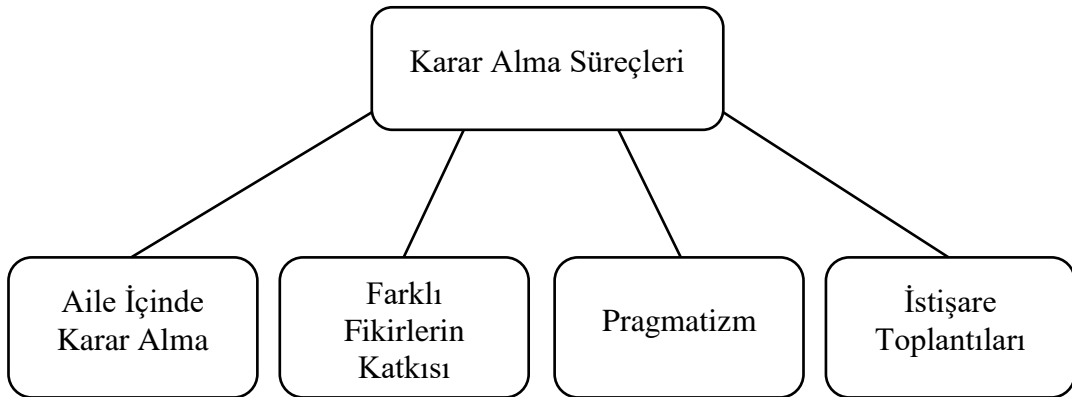 Karar Alma Süreçleri
Aile İçinde
Karar Alma
Farklı
Fikirlerin
Katkısı
Pragmatizm
İstişare
Toplantıları